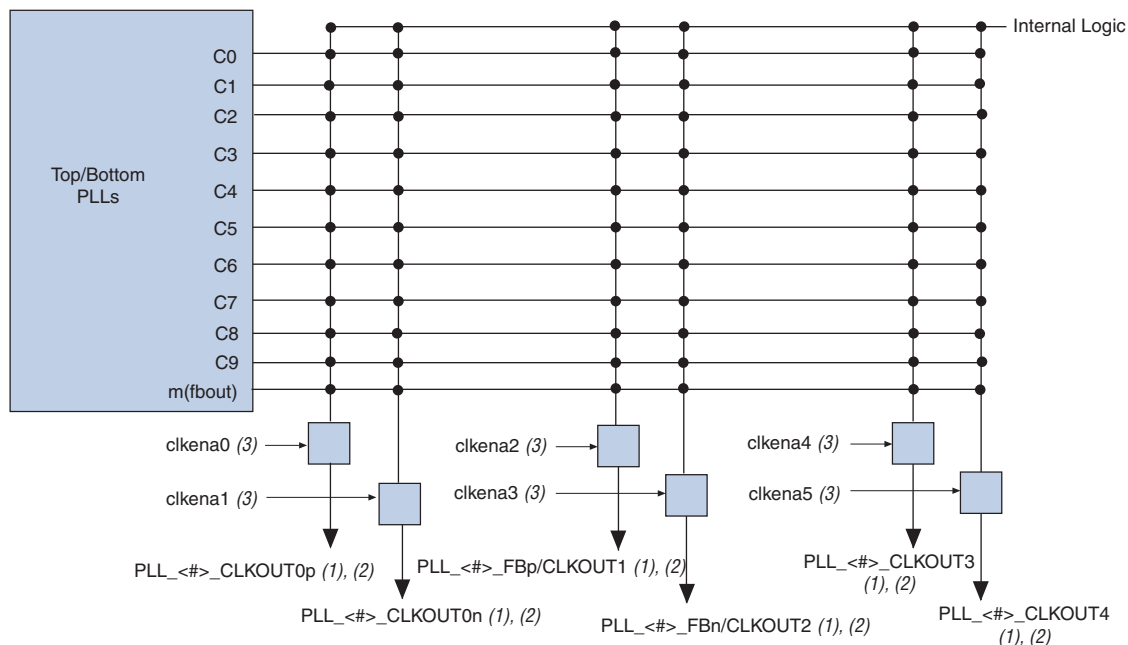 Internal Logic
C0
C1
C2
C3
Top/Bottom
PLLs
C4
C5
C6
C7
C8
C9
m(fbout)
clkena0 (3)
clkena2 (3)
clkena4 (3)
clkena1 (3)
clkena3 (3)
clkena5 (3)
PLL_<#>_CLKOUT0p (1), (2)
PLL_<#>_FBp/CLKOUT1 (1), (2)
PLL_<#>_CLKOUT3
(1), (2)
PLL_<#>_CLKOUT0n (1), (2)
PLL_<#>_FBn/CLKOUT2 (1), (2)
PLL_<#>_CLKOUT4
(1), (2)